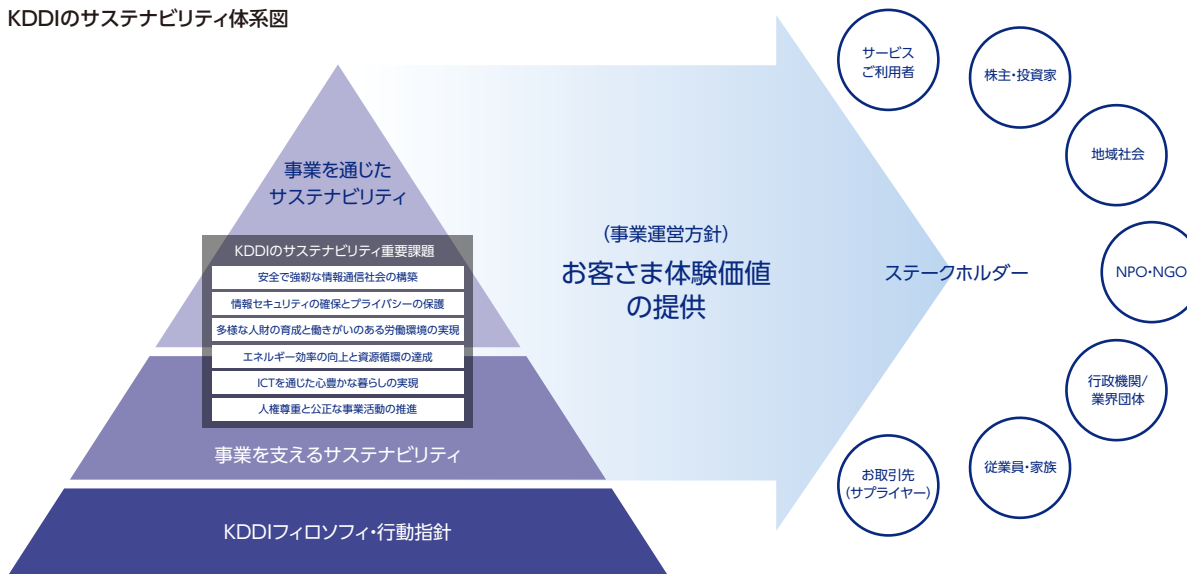 KDDIのサステナビリティ体系図
事業を通じた
サステナビリティ
KDDIのサステナビリティ重要課題
安全で強靭な情報通信社会の構築
情報セキュリティの確保とプライバシーの保護
多様な人財の育成と働きがいのある労働環境の実現
エネルギー効率の向上と資源循環の達成
ICTを通じた心豊かな暮らしの実現
人権尊重と公正な事業活動の推進
事業を支えるサステナビリティ
KDDIフィロソフィ・行動指針
(事業運営方針)
お客さま体験価値
の提供
ステークホルダー
サービス
ご利用者
株主・投資家
地域社会
NPO・NGO
行政機関/
業界団体
従業員・家族
お取引先
(サプライヤー)